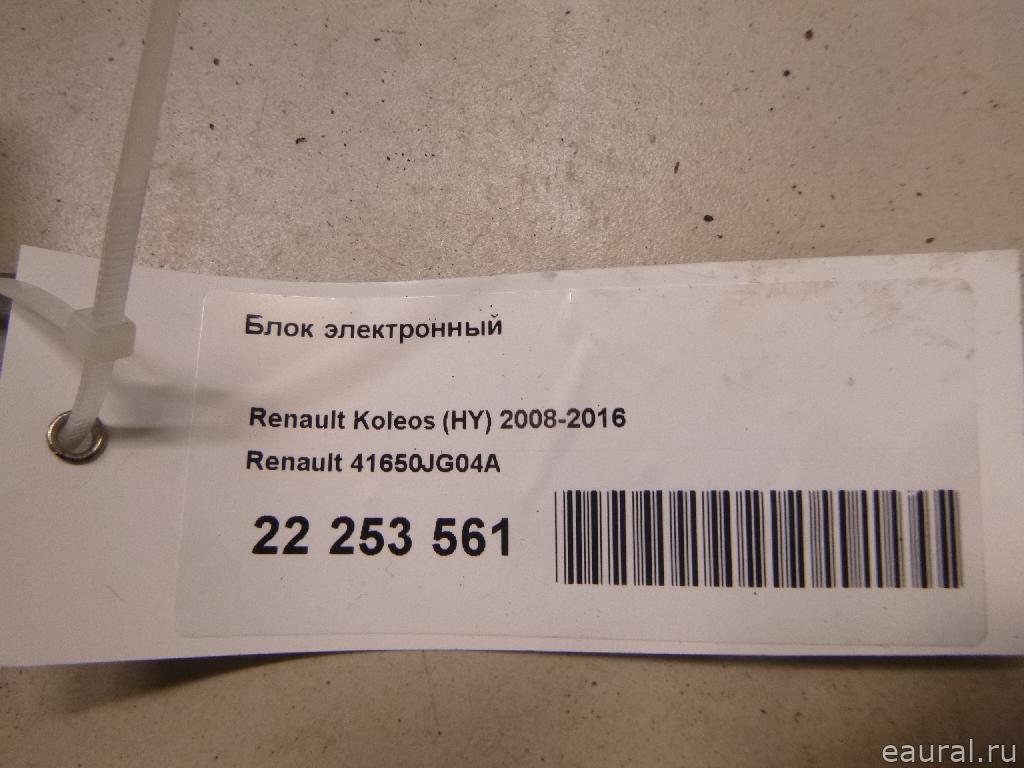 Блок электронный
Renault Koleos (HY) 2008-2016
Renault 41650JG04A
22 253 561
eaural.ru